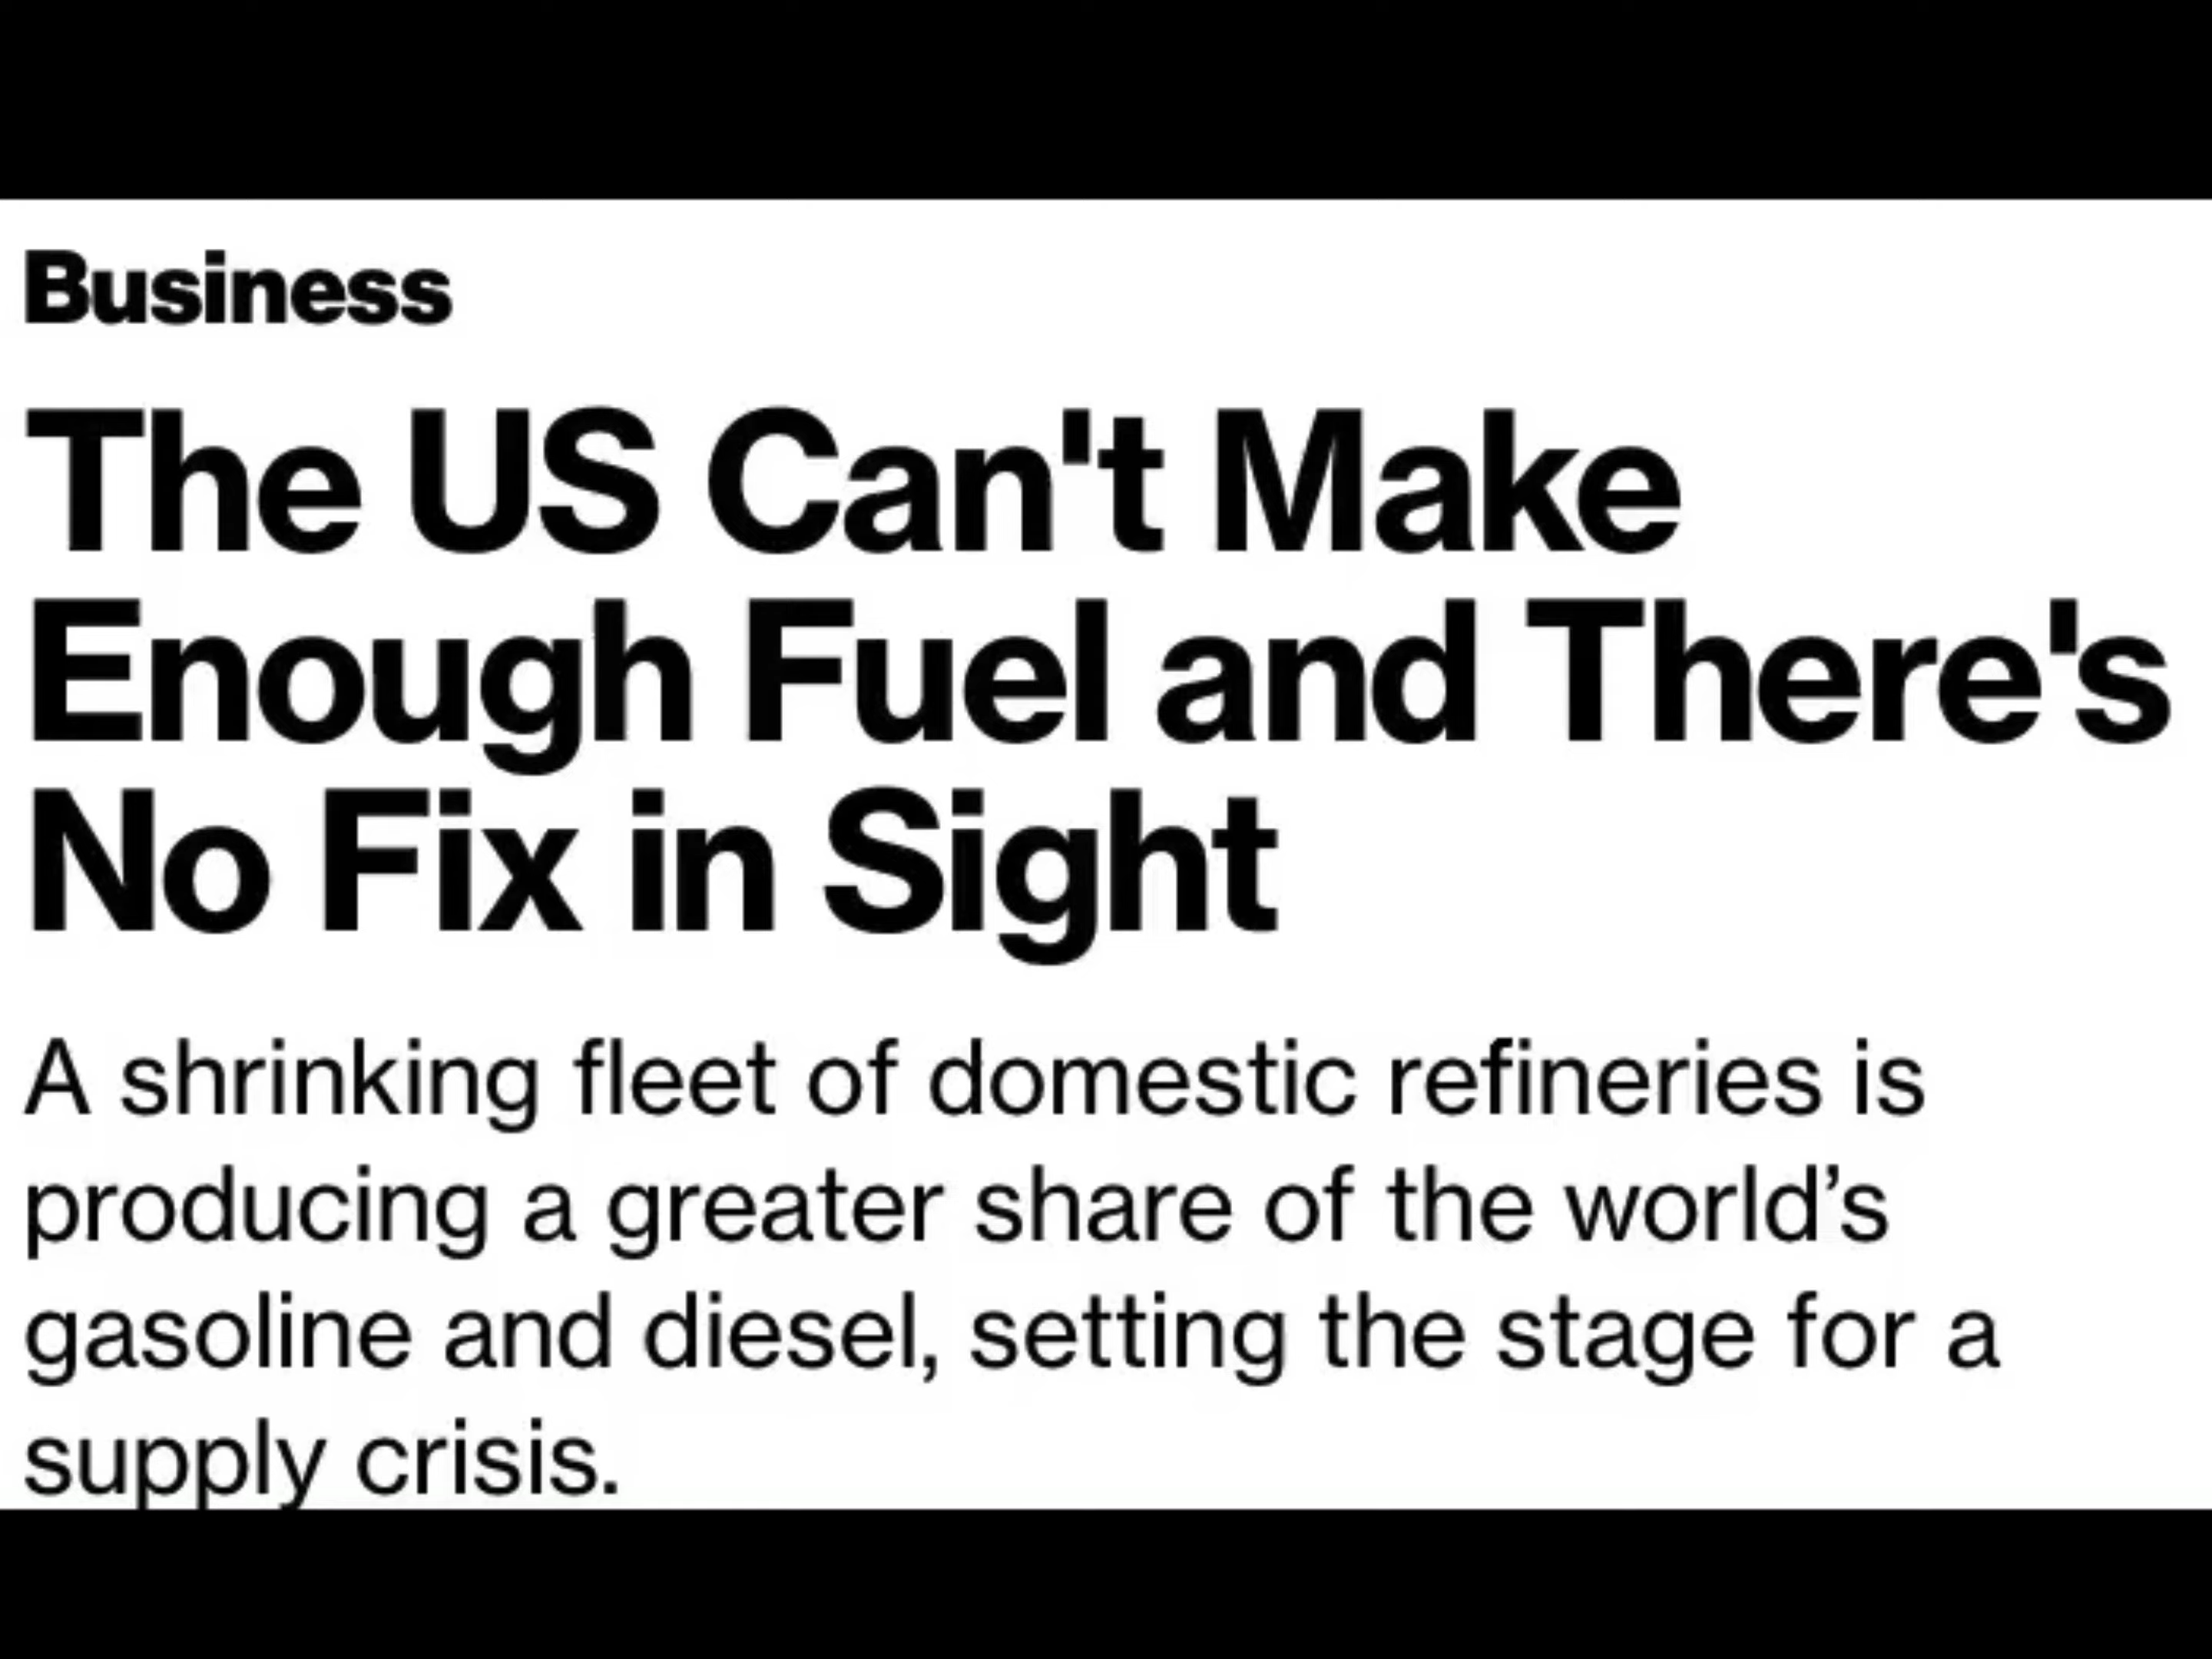 Business
The US Can't Make
Enough Fuel and There's
No Fix in Sight
A shrinking fleet of domestic refineries is
producing a greater share of the world’s
gasoline and diesel, setting the stage for a
supply crisis.